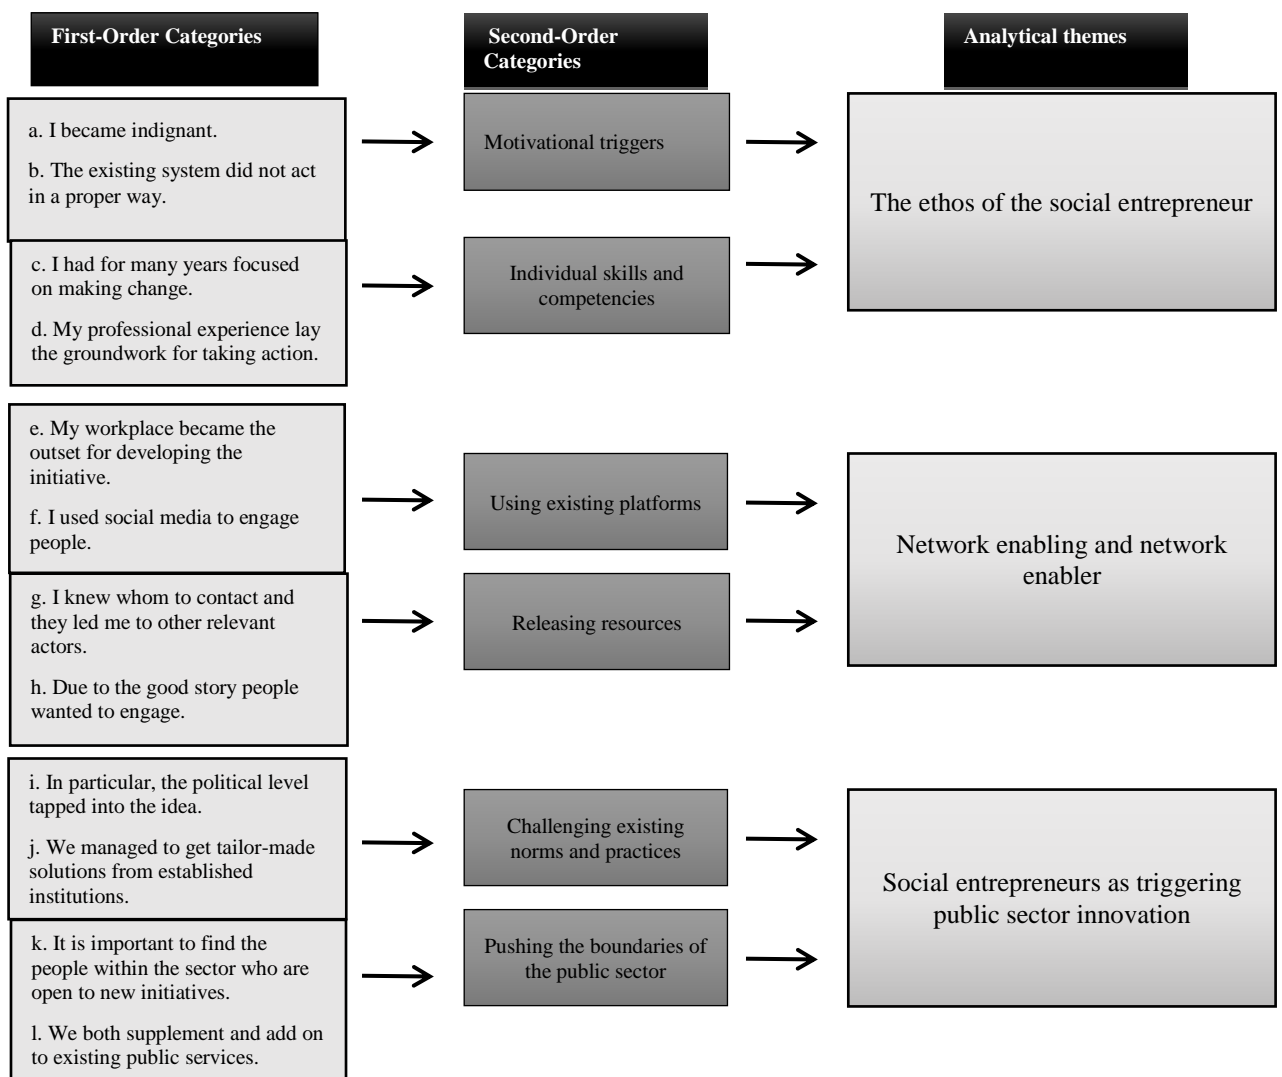 First-Order Categories
Second-Order
Categories
Analytical themes
a. I became indignant.
b. The existing system did not act
in a proper way.
Motivational triggers
The ethos of the social entrepreneur
c. I had for many years focused
on making change.
d. My professional experience lay
the groundwork for taking action.
Individual skills and
competencies
e. My workplace became the
outset for developing the
initiative.
f. I used social media to engage
people.
Using existing platforms
Network enabling and network
enabler
g. I knew whom to contact and
they led me to other relevant
actors.
h. Due to the good story people
wanted to engage.
Releasing resources
i. In particular, the political level
tapped into the idea.
j. We managed to get tailor-made
solutions from established
institutions.
Challenging existing
norms and practices
Social entrepreneurs as triggering
public sector innovation
k. It is important to find the
people within the sector who are
open to new initiatives.
l. We both supplement and add on
to existing public services.
Pushing the boundaries of
the public sector